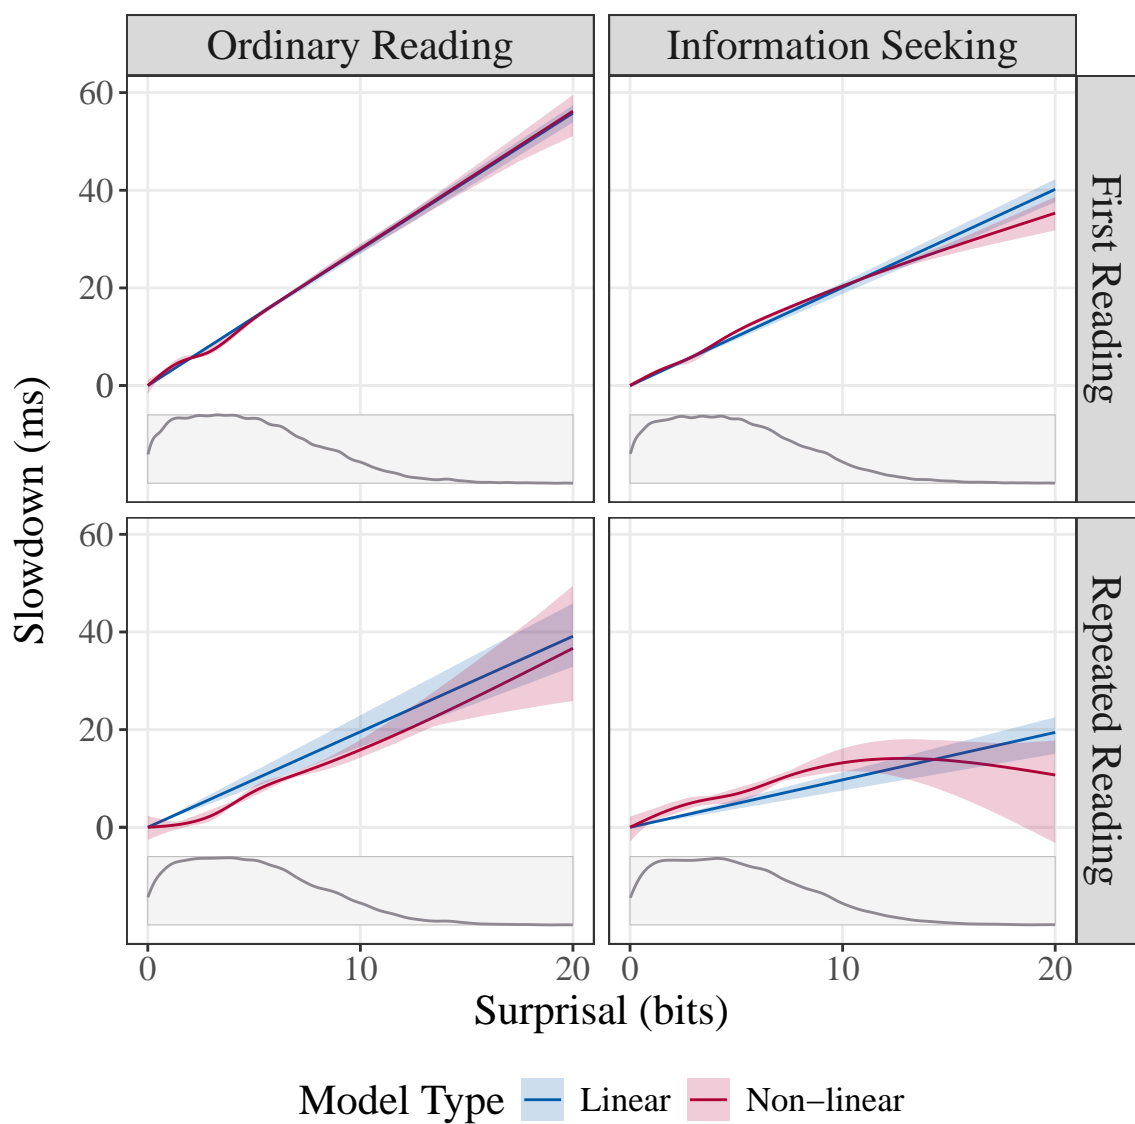 Ordinary Reading
Information Seeking
60
40
20
0
First Reading
Slowdown (ms)
60
40
20
0
Repeated Reading
0
10
20
0
10
20
Surprisal (bits)
Model Type
Linear
Non−linear